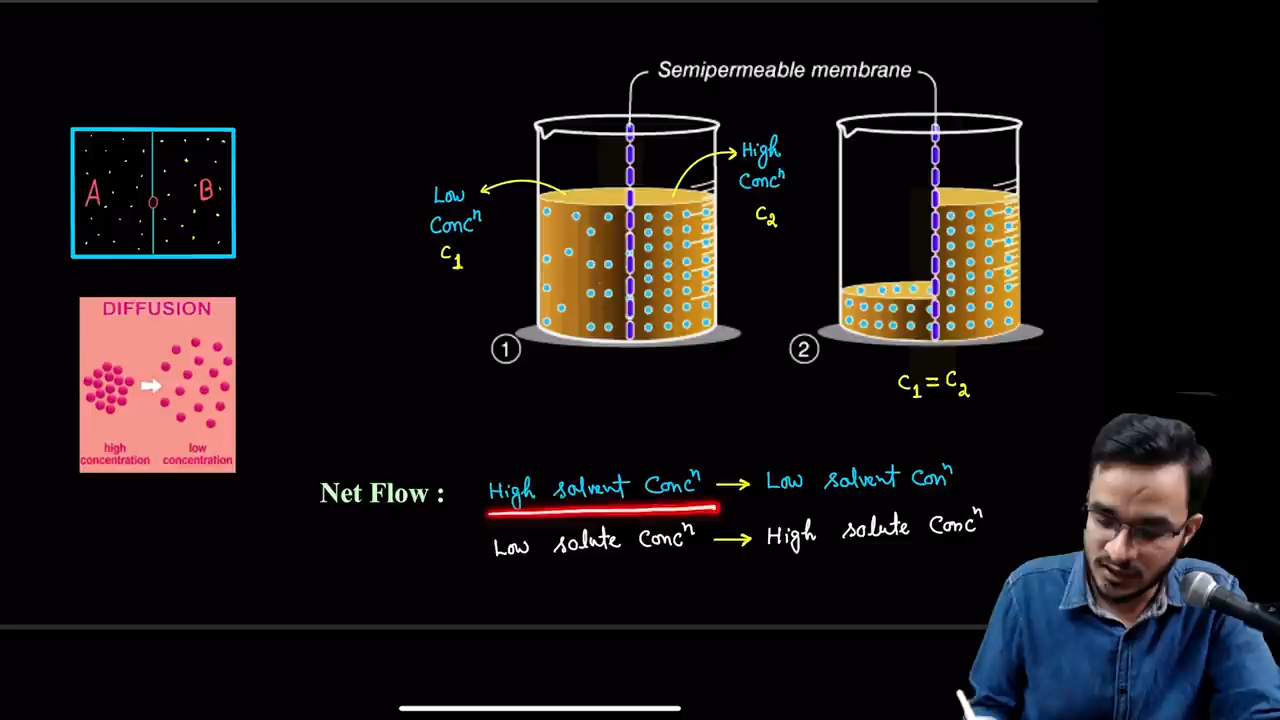 Semipermeable membrane
High
Concⁿ
C₂
Low
Concⁿ
C₁
A
B
DIFFUSION
high
concentration
low
concentration
①
②
C₁ = C₂
Net Flow :
High solvent Concⁿ → Low solvent Conⁿ
Low solute Concⁿ → High solute Concⁿ